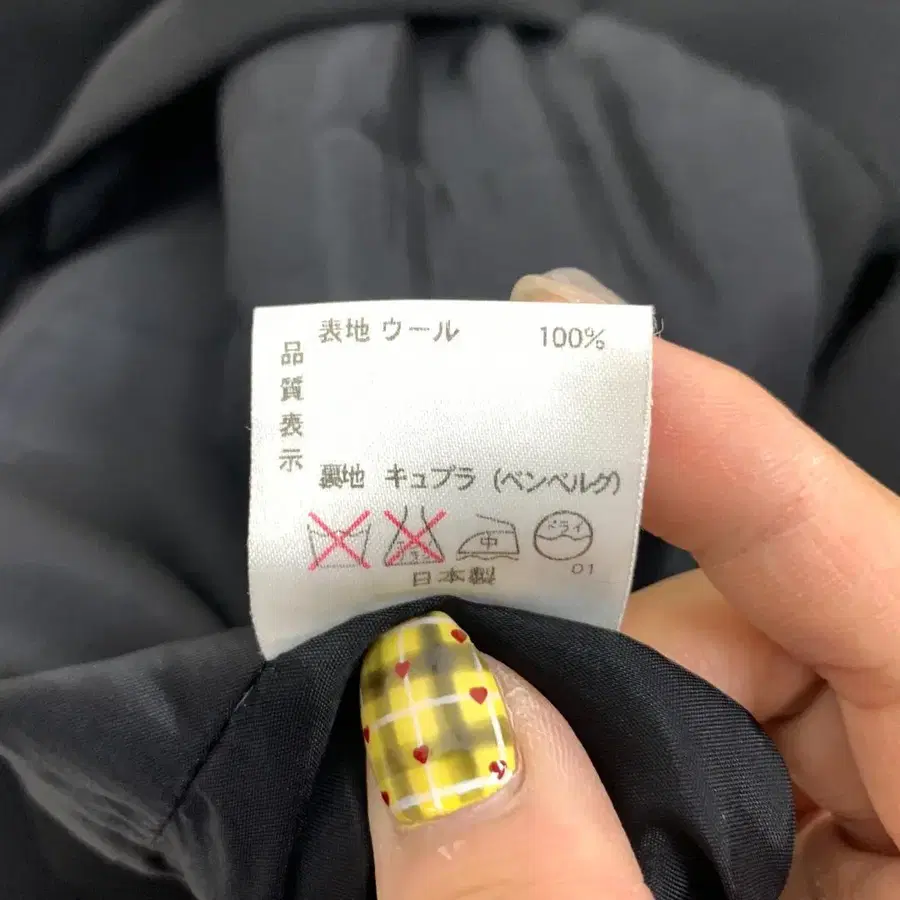 品質表示
表地 ウール 100%
裏地 キュプラ (ベンベルグ)
中
ドライ
01
日本製